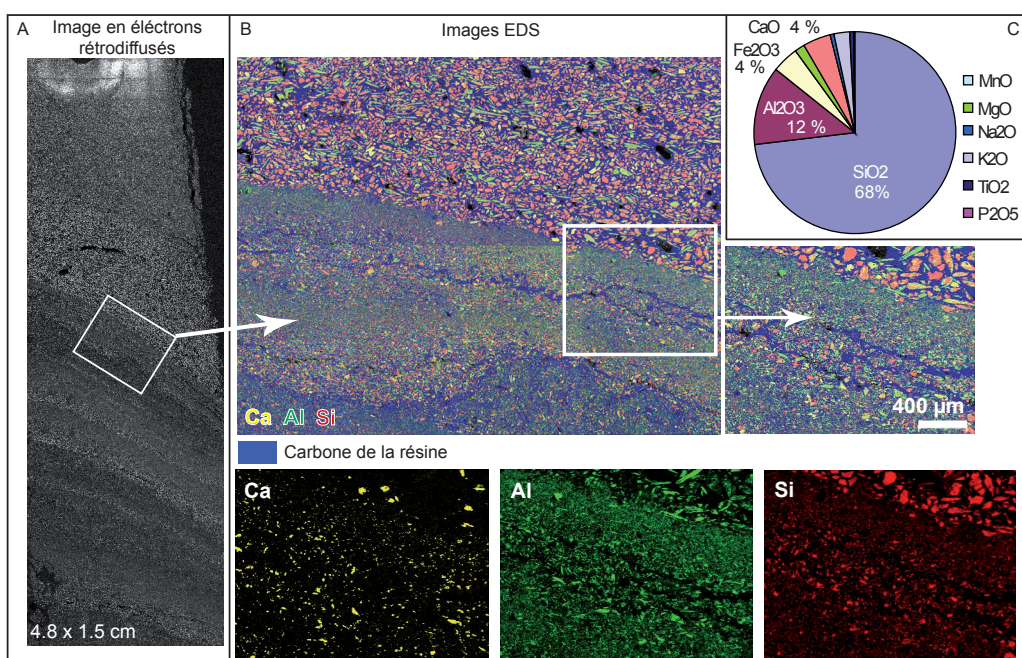 A
Image en éléctrons
rétrodiffusés
4.8 x 1.5 cm
B
Images EDS
Ca Al Si
Carbone de la résine
400 µm
Ca
Al
Si
C
CaO 4 %
Fe2O3
4 %
Al2O3
12 %
SiO2
68%
MnO
MgO
Na2O
K2O
TiO2
P2O5